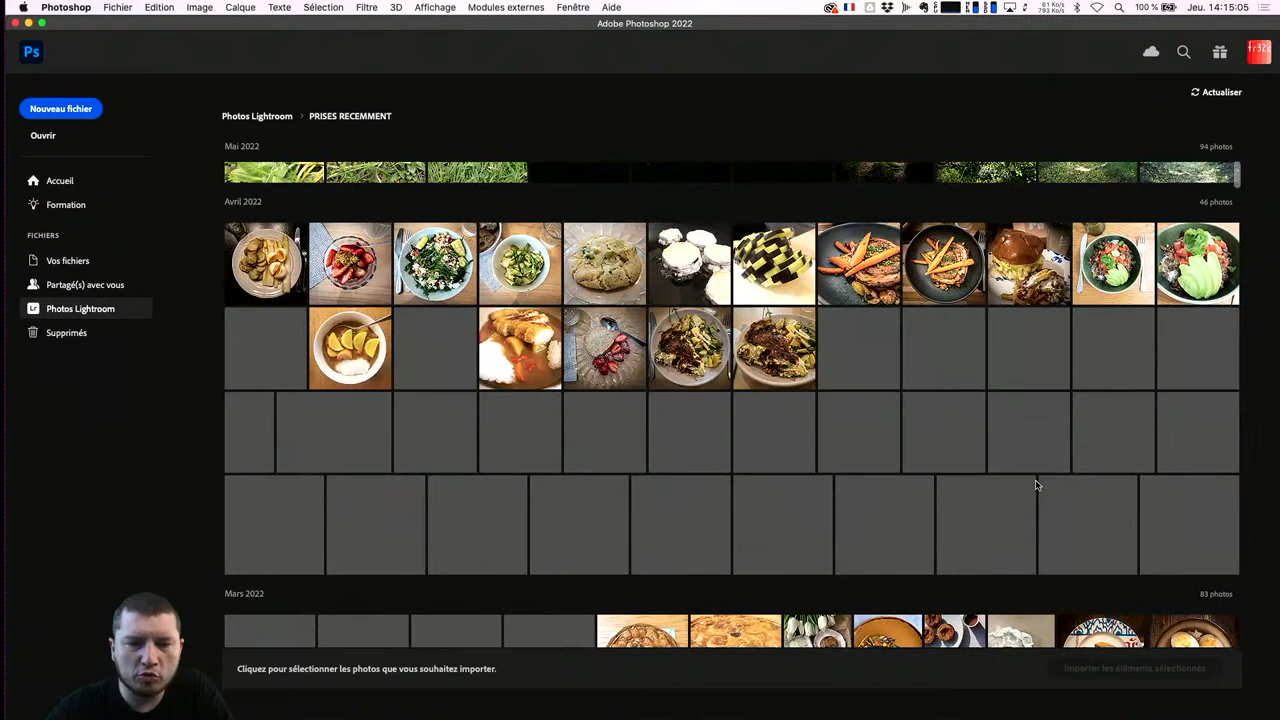 Photoshop Fichier Edition Image Calque Texte Sélection Filtre 3D Affichage Modules externes Fenêtre Aide 100 % Jeu. 14:15:05
Adobe Photoshop 2022
Ps
Nouveau fichier
Ouvrir
Accueil
Formation
FICHIERS
Vos fichiers
Partagé(s) avec vous
Lr Photos Lightroom
Supprimés
Actualiser
Photos Lightroom > PRISES RECEMMENT
Mai 2022 94 photos
Avril 2022 46 photos
Mars 2022 83 photos
Cliquez pour sélectionner les photos que vous souhaitez importer.
Importer les éléments sélectionnés